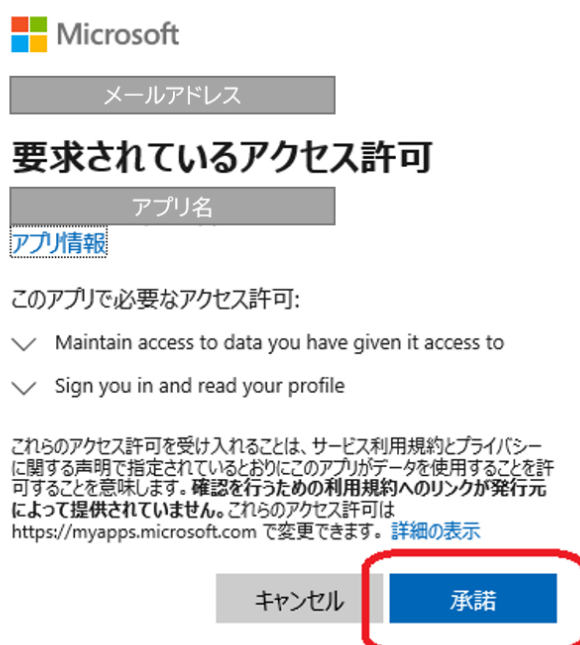 Microsoft
メールアドレス
要求されているアクセス許可
アプリ名
アプリ情報
このアプリで必要なアクセス許可:
Maintain access to data you have given it access to
Sign you in and read your profile
これらのアクセス許可を受け入れることは、サービス利用規約とプライバシー
に関する声明で指定されているとおりにこのアプリがデータを使用することを許
可することを意味します。確認を行うための利用規約へのリンクが発行元
によって提供されていません。これらのアクセス許可は
https://myapps.microsoft.com で変更できます。詳細の表示
キャンセル 承諾